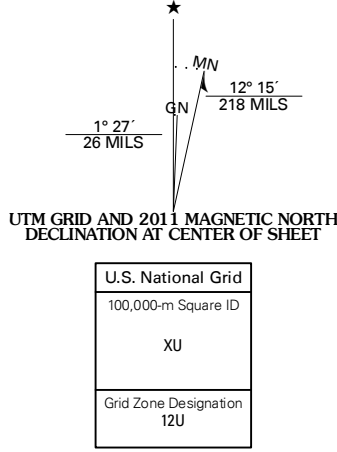 ★
MN
12° 15´
218 MILS
GN
1° 27´
26 MILS
UTM GRID AND 2011 MAGNETIC NORTH
DECLINATION AT CENTER OF SHEET
U.S. National Grid
100,000-m Square ID
XU
Grid Zone Designation
12U